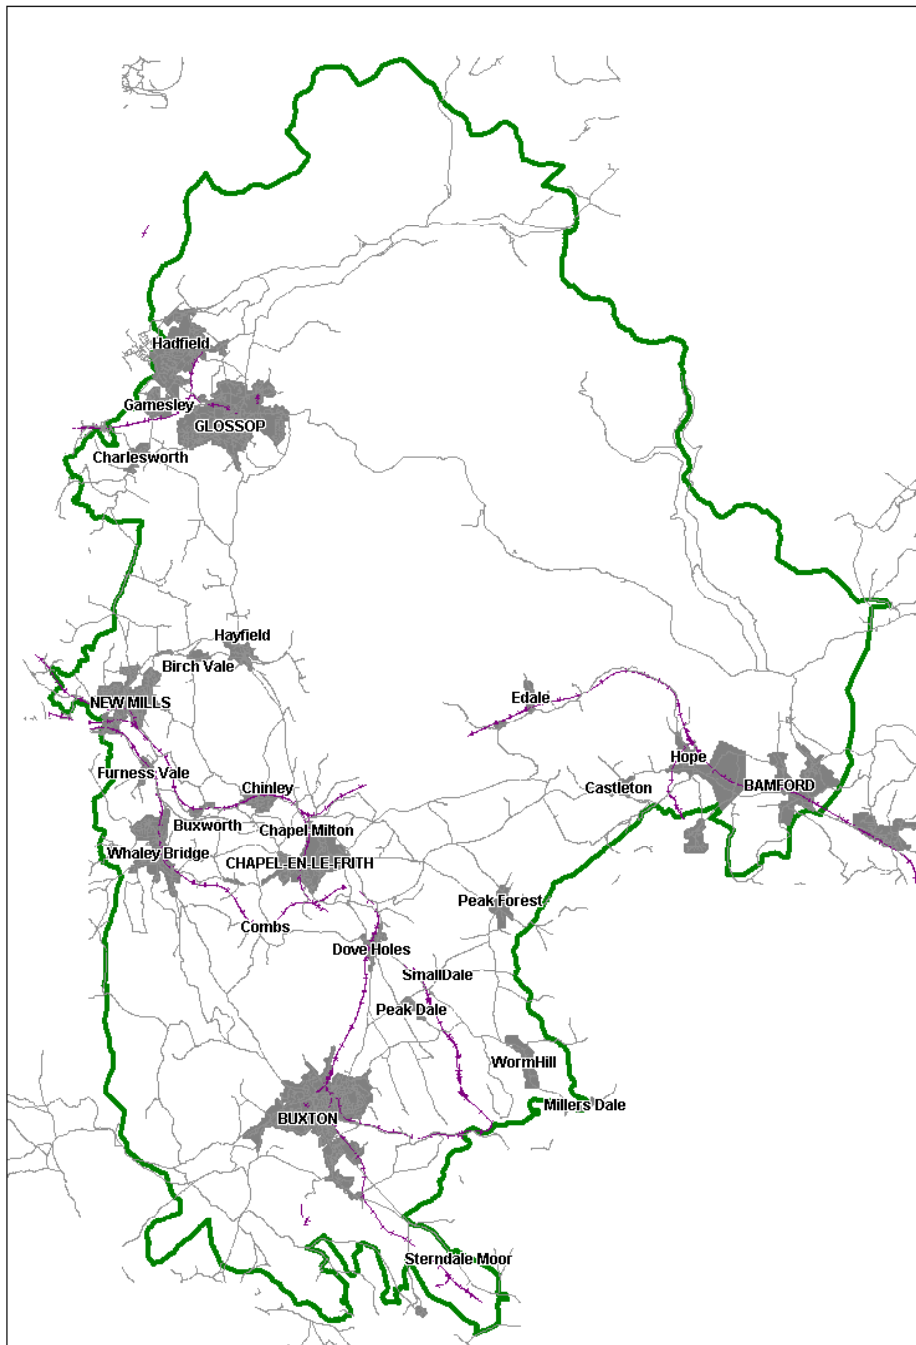 Hadfield
Gamesley
GLOSSOP
Charlesworth
Hayfield
Birch Vale
NEW MILLS
Edale
Hope
Furness Vale
Castleton
BAMFORD
Chinley
Buxworth
Chapel Milton
Whaley Bridge
CHAPEL-EN-LE-FRITH
Peak Forest
Combs
Dove Holes
SmallDale
Peak Dale
WormHill
Millers Dale
BUXTON
Sterndale Moor